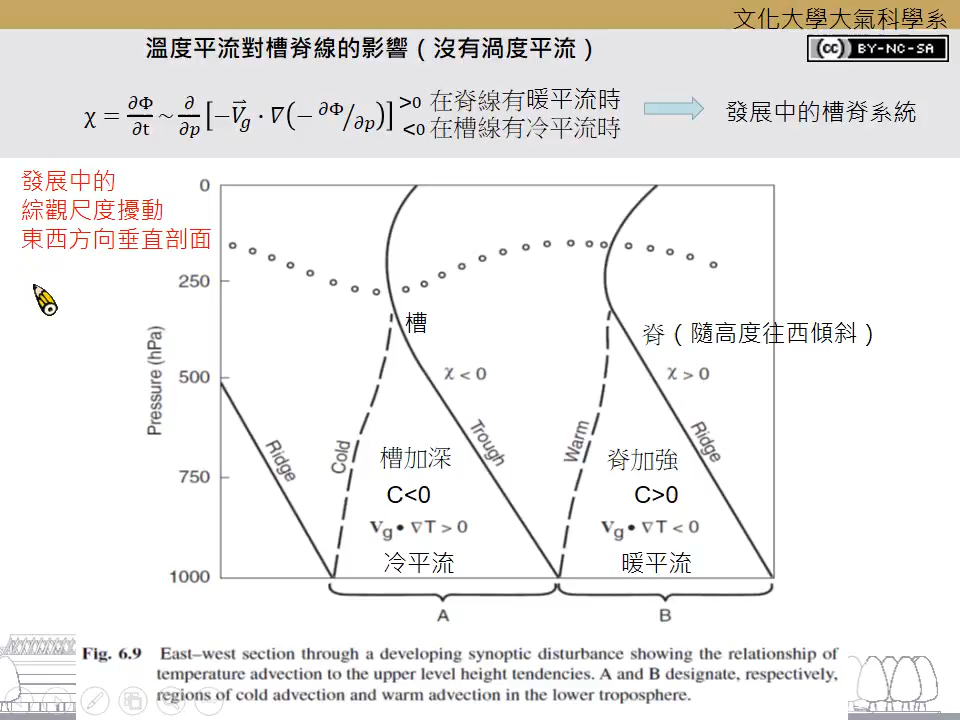 文化大學大氣科學系
溫度平流對槽脊線的影響（沒有渦度平流）
(cc) BY-NC-SA
χ = ∂Φ/∂t ~ ∂/∂p [−V⃗g · ∇(− ∂Φ/∂p)] >0 在脊線有暖平流時
<0 在槽線有冷平流時
發展中的槽脊系統
發展中的
綜觀尺度擾動
東西方向垂直剖面
0
250
500
750
1000
Pressure (hPa)
槽
脊（隨高度往西傾斜）
χ < 0
χ > 0
Ridge
Cold
Trough
Warm
Ridge
槽加深
C<0
Vg • ∇T > 0
冷平流
脊加強
C>0
Vg • ∇T < 0
暖平流
A
B
Fig. 6.9 East–west section through a developing synoptic disturbance showing the relationship of
temperature advection to the upper level height tendencies. A and B designate, respectively,
regions of cold advection and warm advection in the lower troposphere.